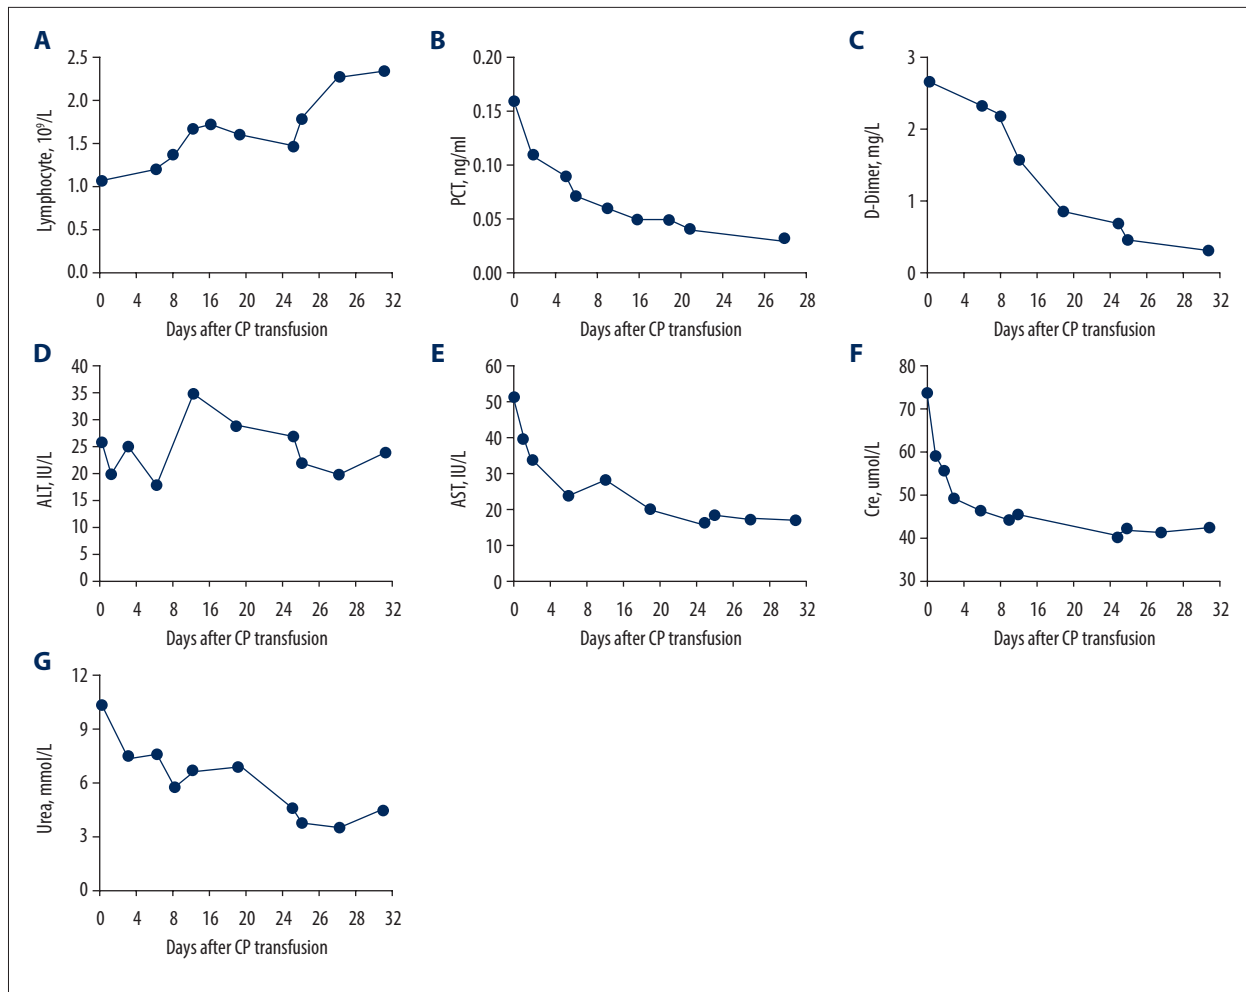 A
2.5
2.0
1.5
1.0
0.5
0.0
Lymphocyte, 10⁹/L
0 4 8 16 20 24 26 28 32
Days after CP transfusion
B
0.20
0.15
0.10
0.05
0.00
PCT, ng/ml
0 4 8 16 20 24 26 28
Days after CP transfusion
C
3
2
1
0
D-Dimer, mg/L
0 4 8 16 20 24 26 32
Days after CP transfusion
D
40
35
30
25
20
15
10
5
0
ALT, IU/L
0 4 8 16 20 24 26 32
Days after CP transfusion
E
60
50
40
30
20
10
0
AST, IU/L
0 4 8 16 20 24 26 32
Days after CP transfusion
F
80
70
60
50
40
30
Cre, umol/L
0 4 8 16 20 24 26 32
Days after CP transfusion
G
12
9
6
3
0
Urea, mmol/L
0 4 8 16 20 24 26 32
Days after CP transfusion